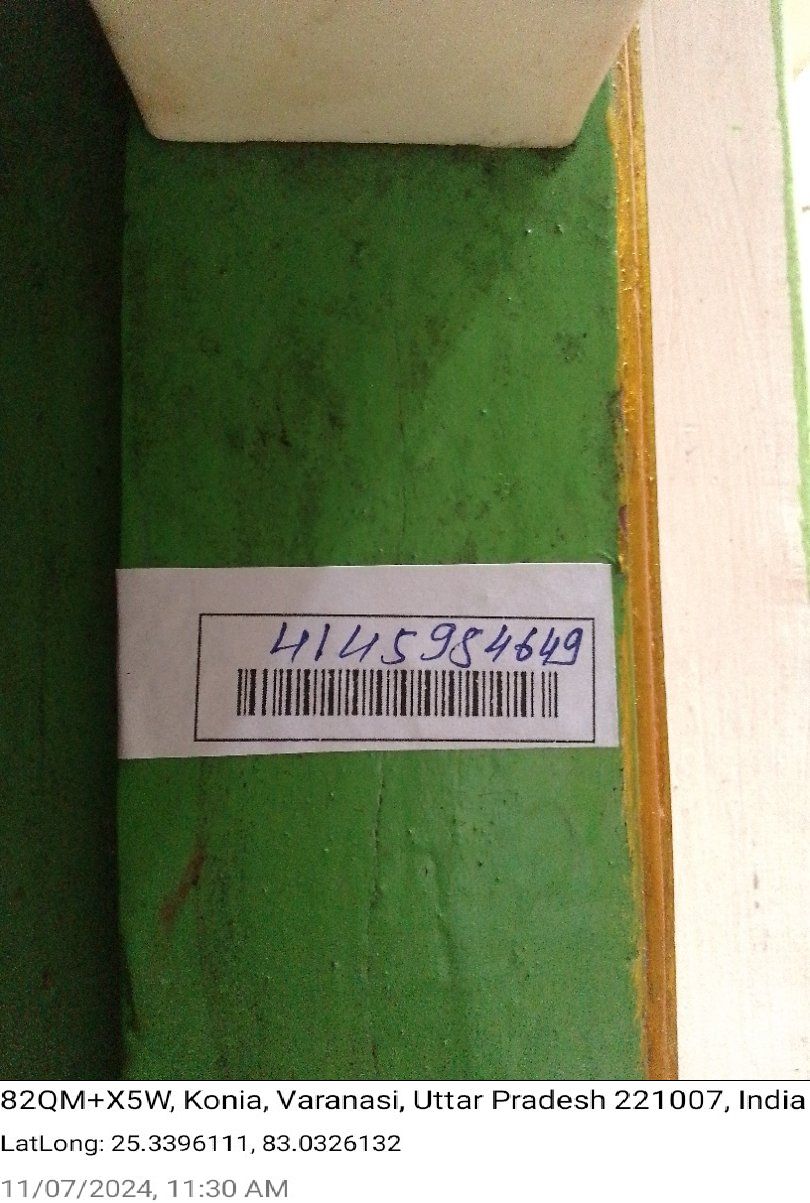 4145984649
82QM+X5W, Konia, Varanasi, Uttar Pradesh 221007, India
LatLong: 25.3396111, 83.0326132
11/07/2024, 11:30 AM